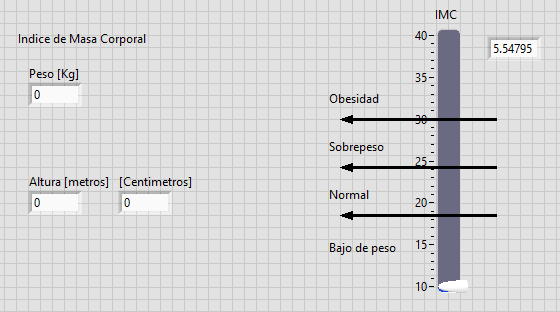 IMC
Indice de Masa Corporal
5.54795
Peso [Kg]
0
Altura [metros] [Centimetros]
0 0
40
35
30
25
20
15
10
Obesidad
Sobrepeso
Normal
Bajo de peso